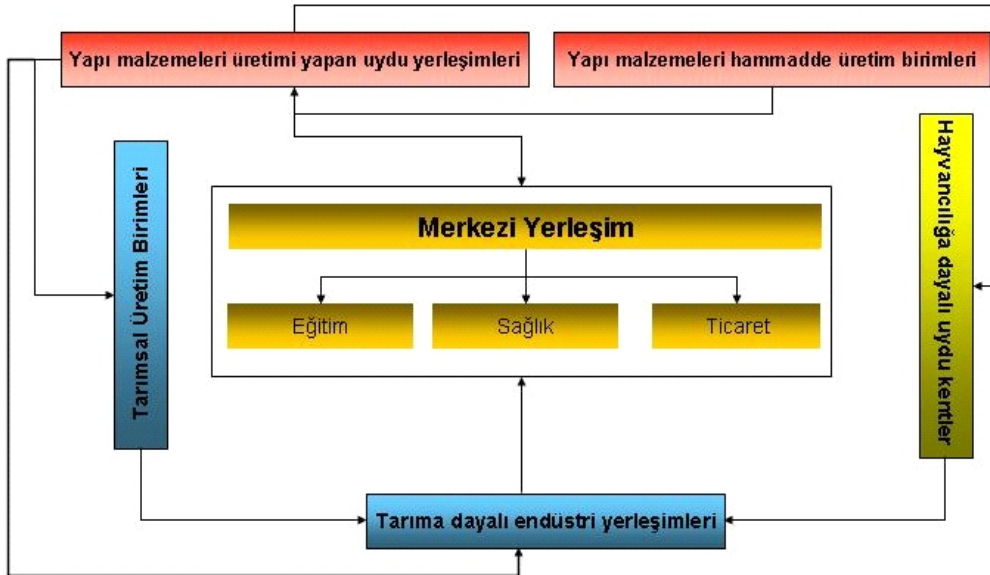 Yapı malzemeleri üretimi yapan uydu yerleşimleri
Yapı malzemeleri hammadde üretim birimleri
Tarımsal Üretim Birimleri
Hayvancılığa dayalı uydu kentler
Merkezi Yerleşim
Eğitim
Sağlık
Ticaret
Tarıma dayalı endüstri yerleşimleri